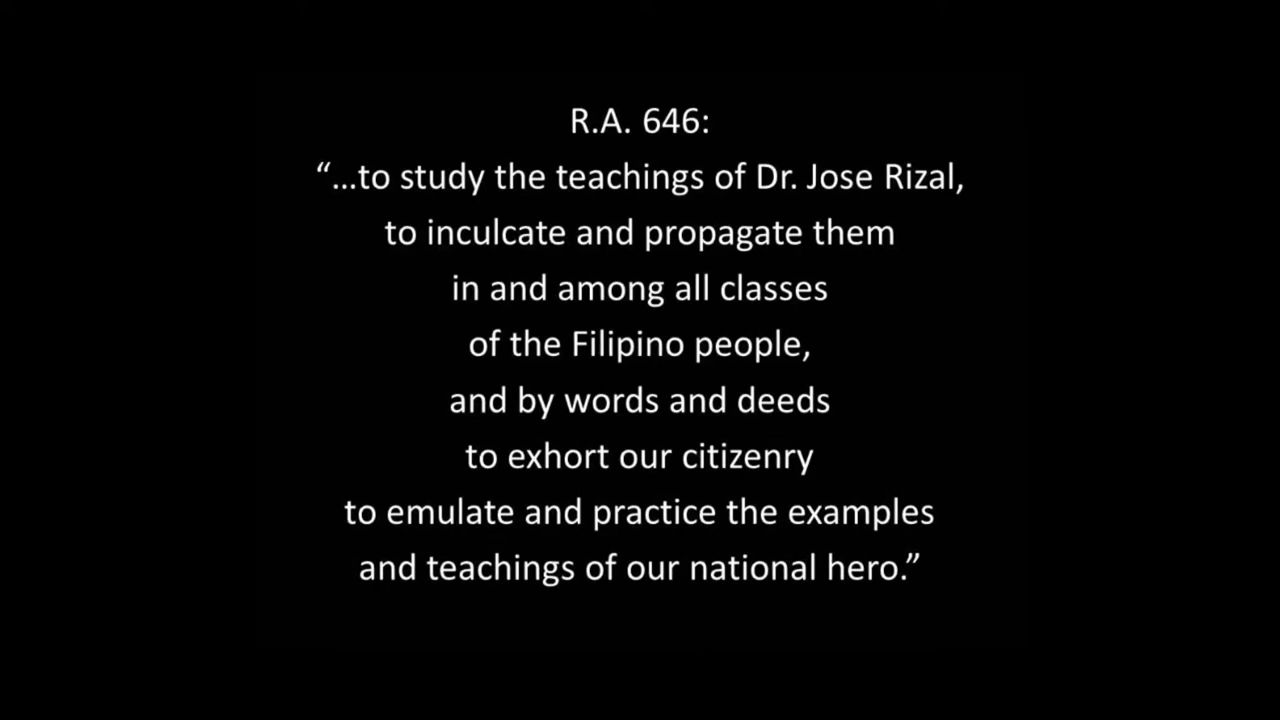 R.A. 646:
“...to study the teachings of Dr. Jose Rizal,
to inculcate and propagate them
in and among all classes
of the Filipino people,
and by words and deeds
to exhort our citizenry
to emulate and practice the examples
and teachings of our national hero.”